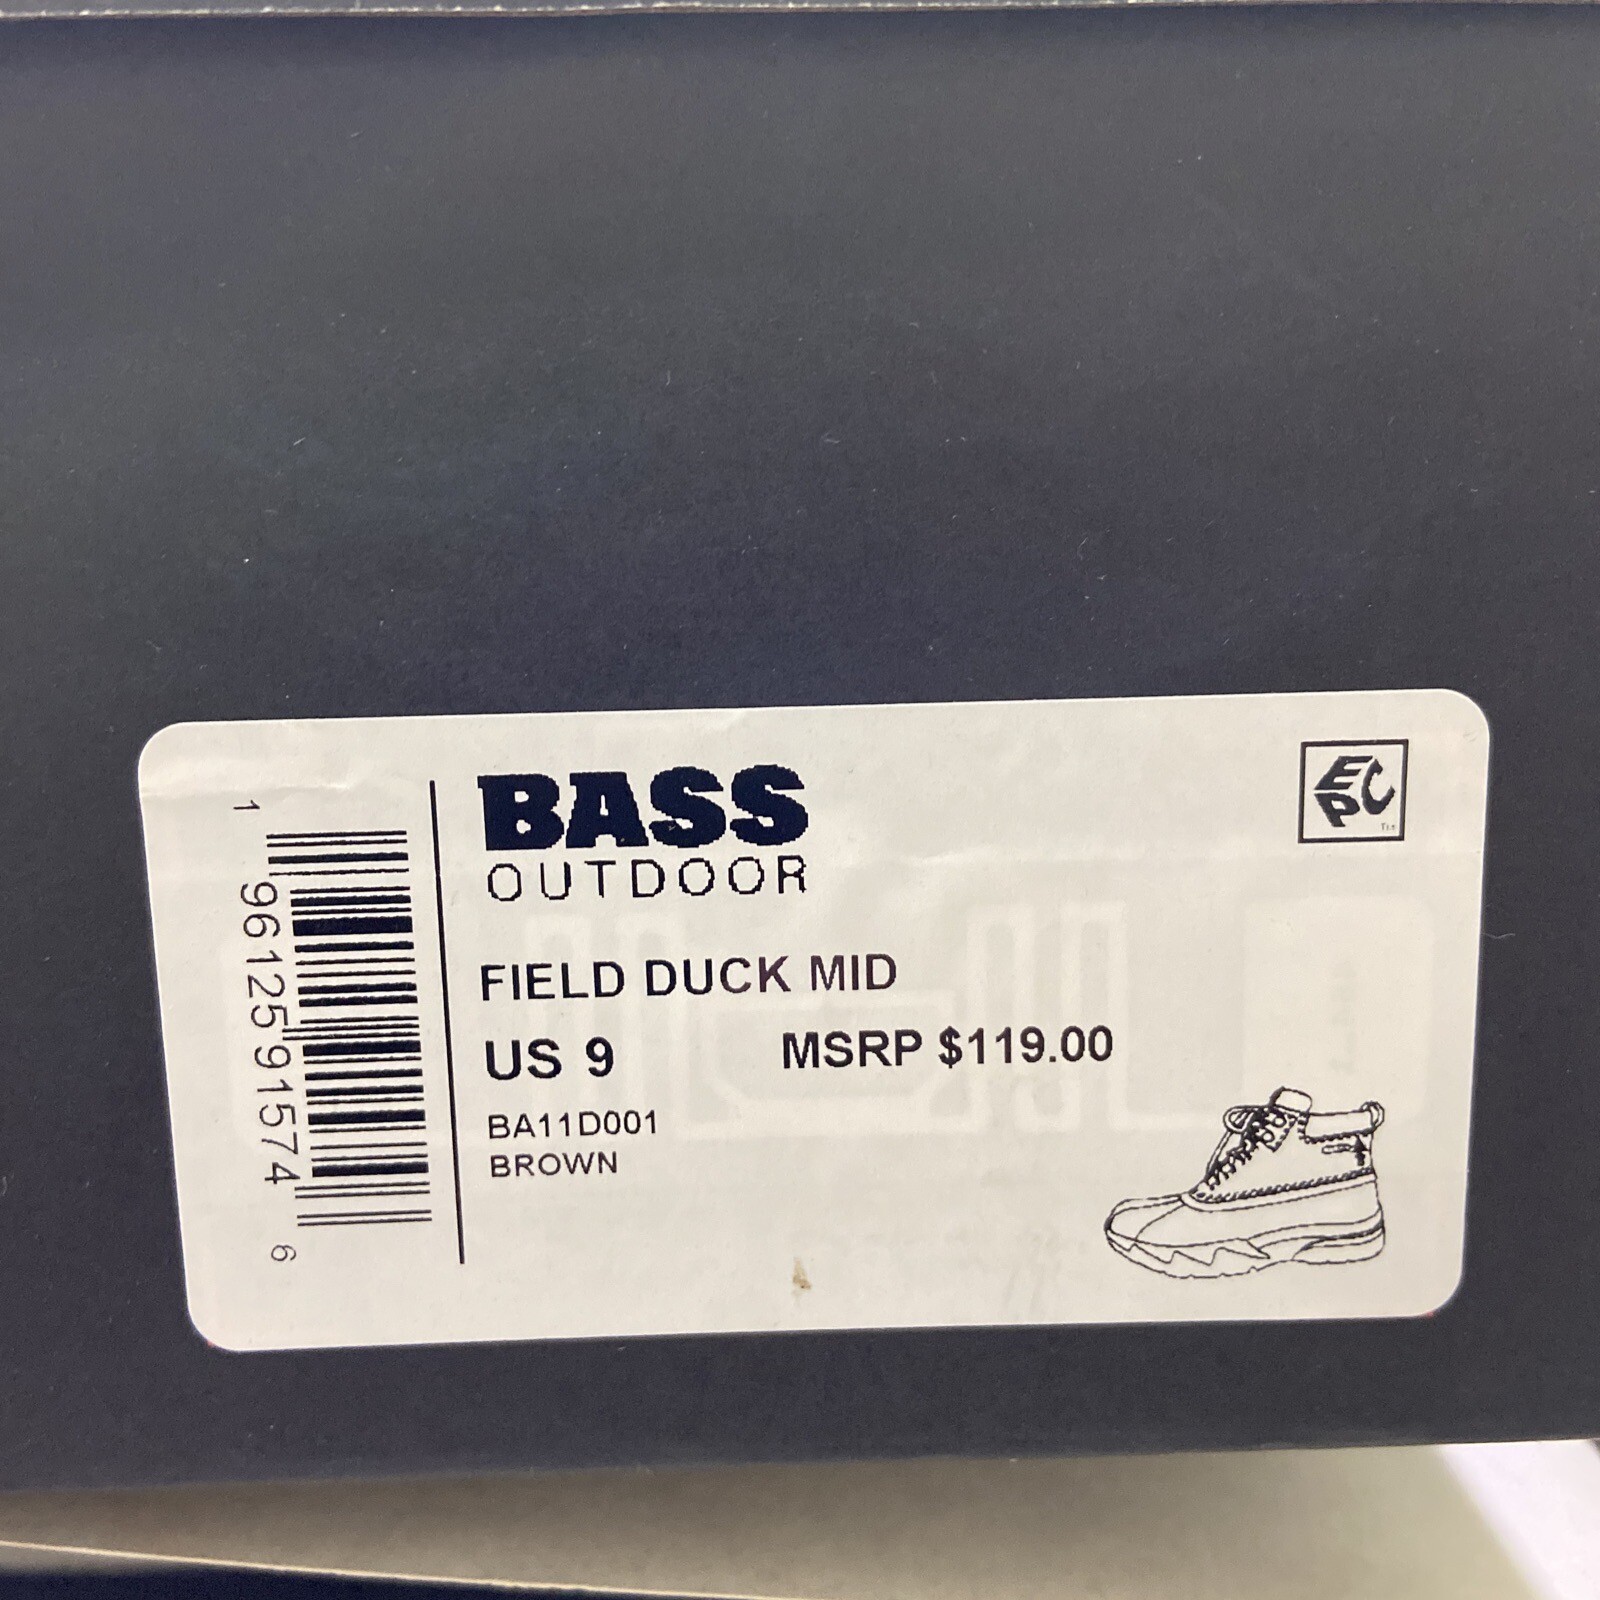 BASS
OUTDOOR
FIELD DUCK MID
US 9 MSRP $119.00
BA11D001
BROWN
1 96125 91574 6
EPC